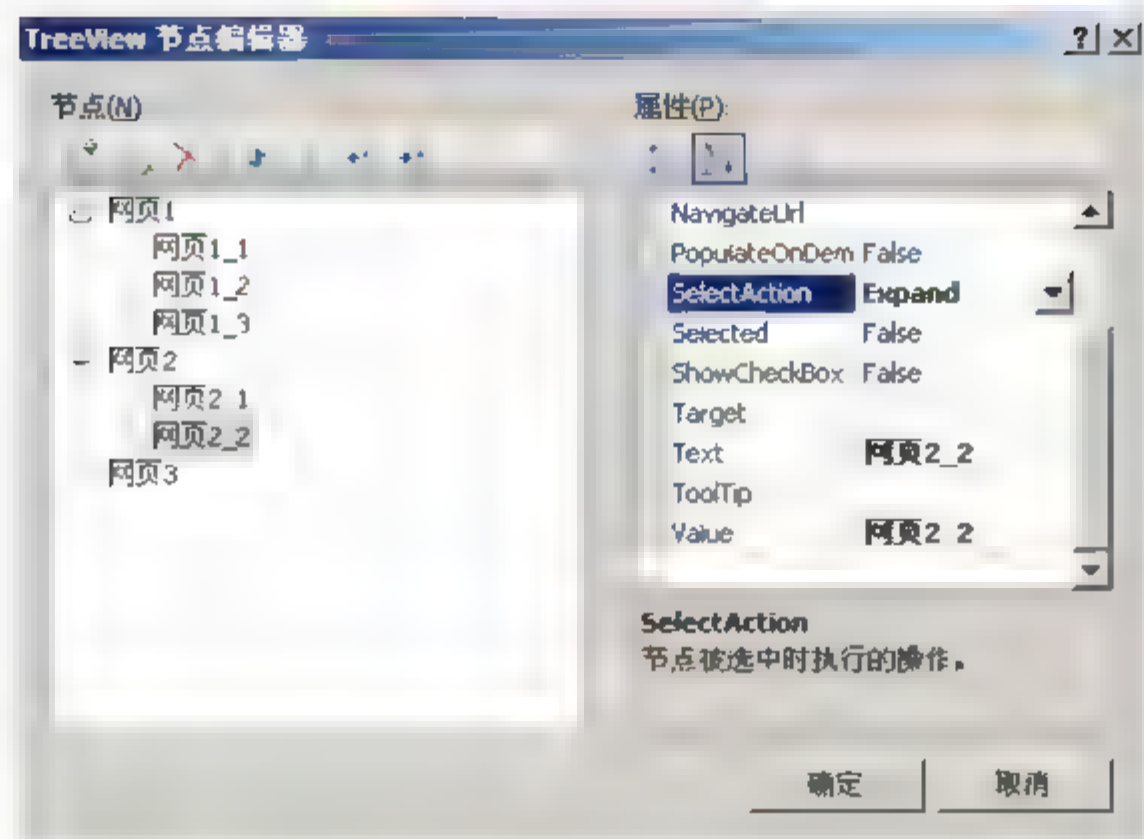 TreeView 节点编辑器
节点(N)
网页1
网页1_1
网页1_2
网页1_3
网页2
网页2_1
网页2_2
网页3
属性(P):
NavigateUrl
PopulateOnDem False
SelectAction Expand
Selected False
ShowCheckBox False
Target
Text 网页2_2
ToolTip
Value 网页2_2
SelectAction
节点被选中时执行的操作。
确定
取消